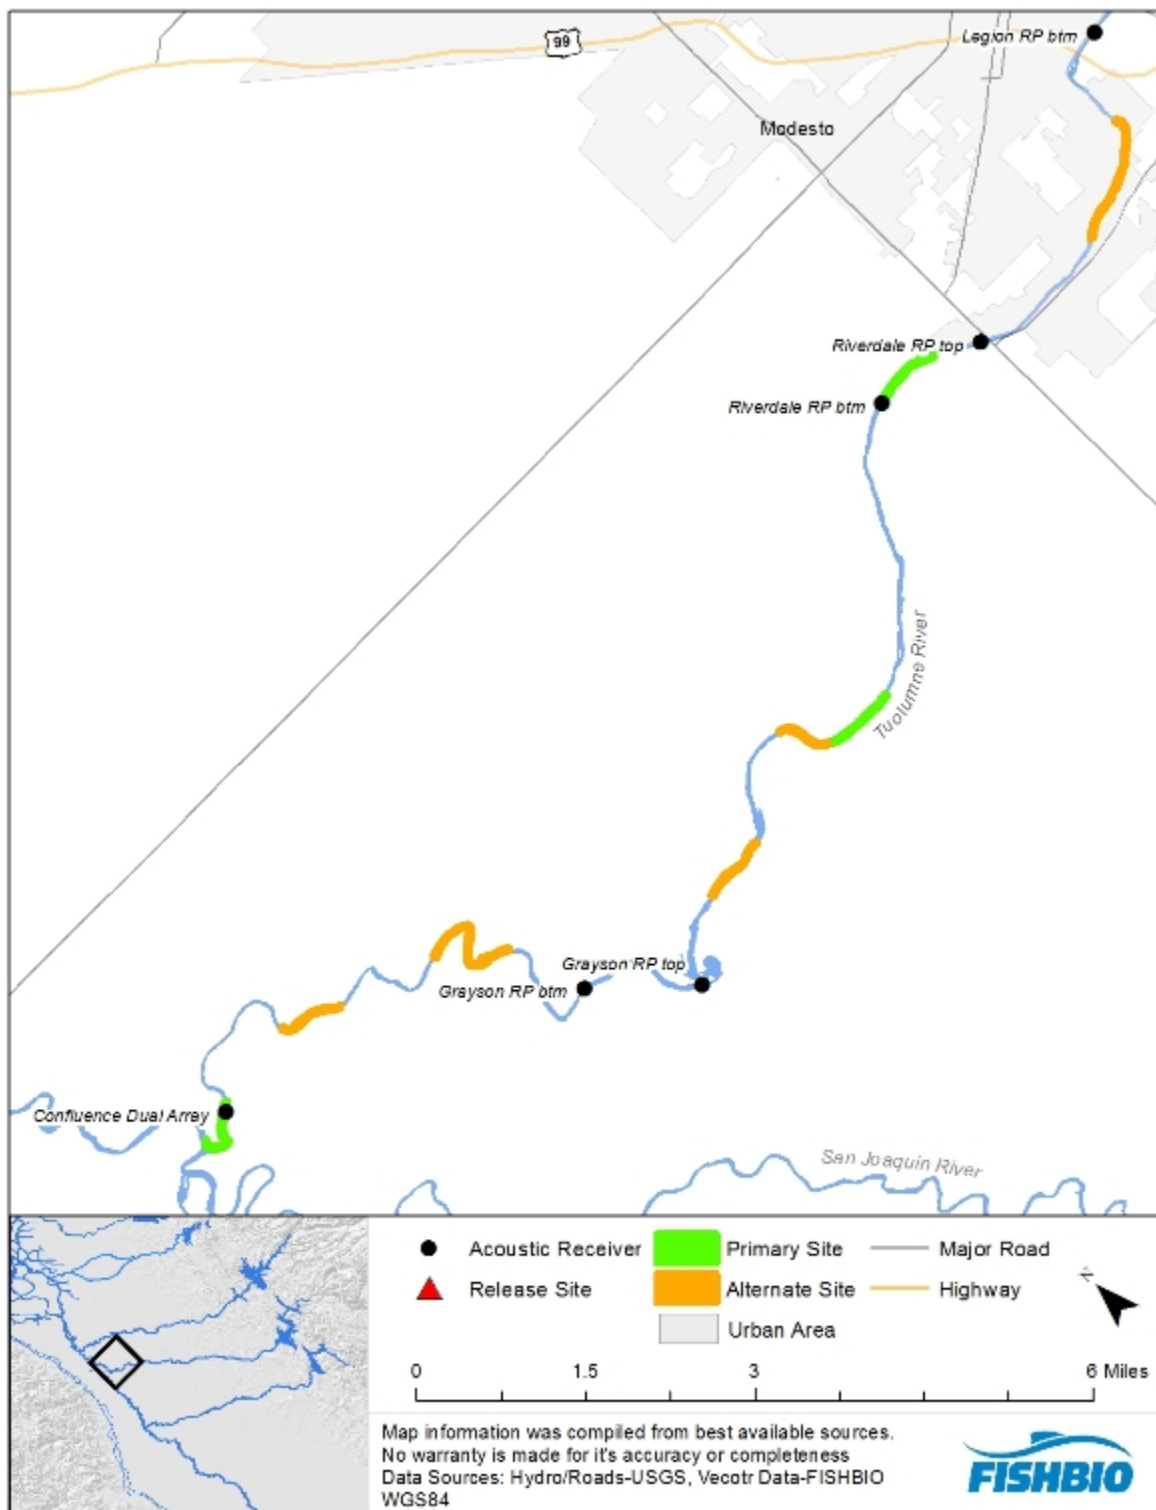 Legion RP btm
99
Modesto
Riverdale RP top
Riverdale RP btm
Tuolumne River
Grayson RP top
Grayson RP btm
Confluence Dual Array
San Joaquin River
Acoustic Receiver
Primary Site
Major Road
Release Site
Alternate Site
Highway
Urban Area
N
0 1.5 3 6 Miles
Map information was compiled from best available sources.
No warranty is made for it's accuracy or completeness
Data Sources: Hydro/Roads-USGS, Vecotr Data-FISHBIO
WGS84
FISHBIO